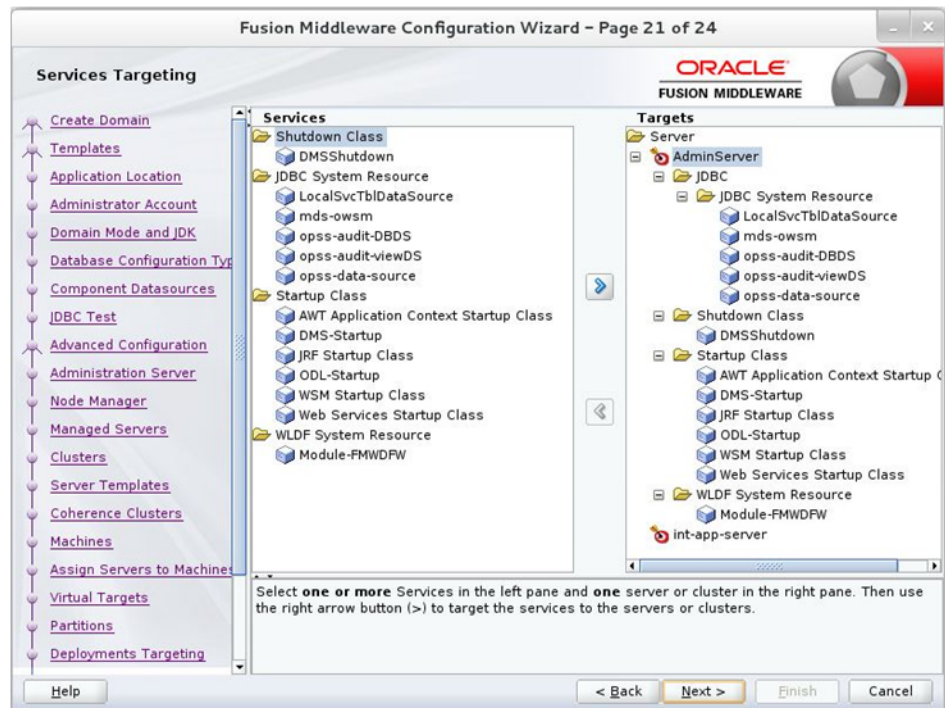 Fusion Middleware Configuration Wizard – Page 21 of 24
Services Targeting
ORACLE
FUSION MIDDLEWARE
Create Domain
Templates
Application Location
Administrator Account
Domain Mode and JDK
Database Configuration Typ
Component Datasources
JDBC Test
Advanced Configuration
Administration Server
Node Manager
Managed Servers
Clusters
Server Templates
Coherence Clusters
Machines
Assign Servers to Machines
Virtual Targets
Partitions
Deployments Targeting
Services
Shutdown Class
DMSShutdown
JDBC System Resource
LocalSvcTblDataSource
mds-owsm
opss-audit-DBDS
opss-audit-viewDS
opss-data-source
Startup Class
AWT Application Context Startup Class
DMS-Startup
JRF Startup Class
ODL-Startup
WSM Startup Class
Web Services Startup Class
WLDF System Resource
Module-FMWDFW
Targets
Server
AdminServer
JDBC
JDBC System Resource
LocalSvcTblDataSource
mds-owsm
opss-audit-DBDS
opss-audit-viewDS
opss-data-source
Shutdown Class
DMSShutdown
Startup Class
AWT Application Context Startup
DMS-Startup
JRF Startup Class
ODL-Startup
WSM Startup Class
Web Services Startup Class
WLDF System Resource
Module-FMWDFW
int-app-server
Select one or more Services in the left pane and one server or cluster in the right pane. Then use
the right arrow button (>) to target the services to the servers or clusters.
Help
< Back
Next >
Finish
Cancel